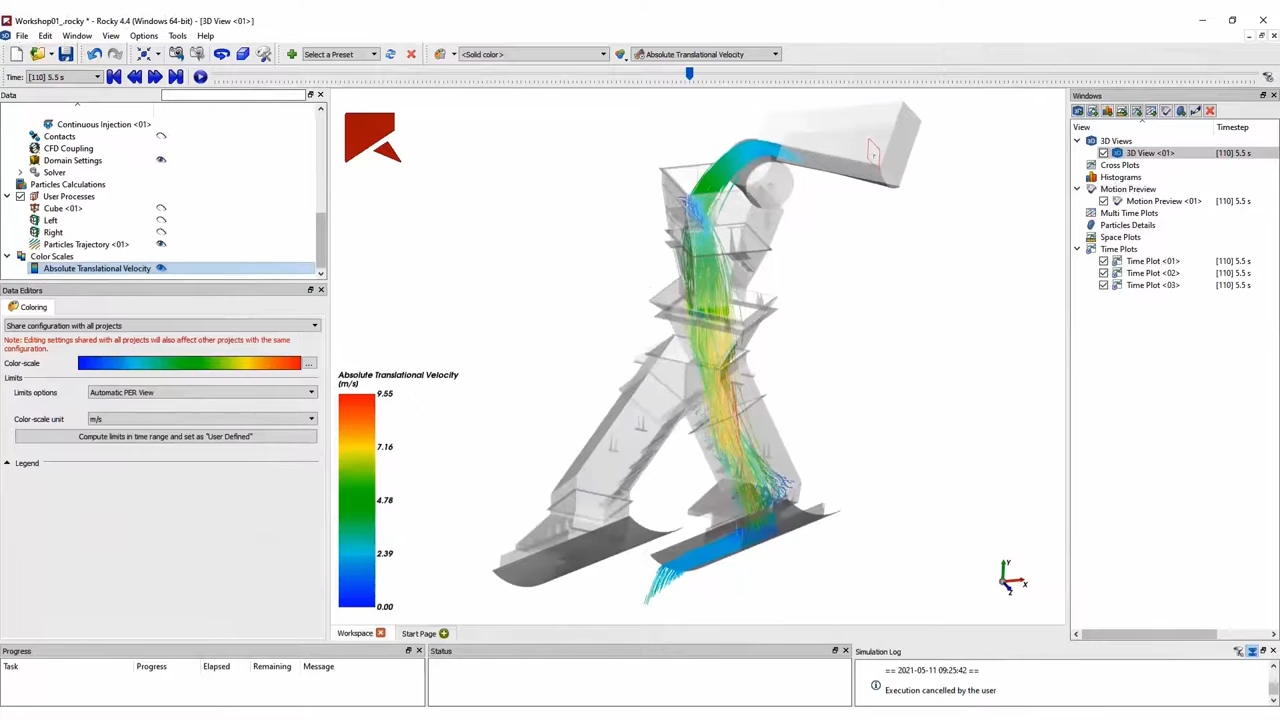 Workshop01_.rocky * - Rocky 4.4 (Windows 64-bit) - [3D View <01>]
File Edit Window View Options Tools Help
Select a Preset <Solid color> Absolute Translational Velocity
Time: [110] 5.5 s
Data
Continuous Injection <01>
Contacts
CFD Coupling
Domain Settings
Solver
Particles Calculations
User Processes
Cube <01>
Left
Right
Particles Trajectory <01>
Color Scales
Absolute Translational Velocity
Data Editors
Coloring
Share configuration with all projects
Note: Editing settings shared with all projects will also affect other projects with the same
configuration.
Color-scale ...
Limits
Limits options Automatic PER View
Color-scale unit m/s
Compute limits in time range and set as "User Defined"
Legend
Absolute Translational Velocity
(m/s)
9.55
7.16
4.78
2.39
0.00
Y
X
Z
Workspace Start Page
Windows
View Timestep
3D Views
3D View <01> [110] 5.5 s
Cross Plots
Histograms
Motion Preview
Motion Preview <01> [110] 5.5 s
Multi Time Plots
Particles Details
Space Plots
Time Plots
Time Plot <01> [110] 5.5 s
Time Plot <02> [110] 5.5 s
Time Plot <03> [110] 5.5 s
Progress
Task Progress Elapsed Remaining Message
Status
Simulation Log
== 2021-05-11 09:25:42 ==
Execution cancelled by the user